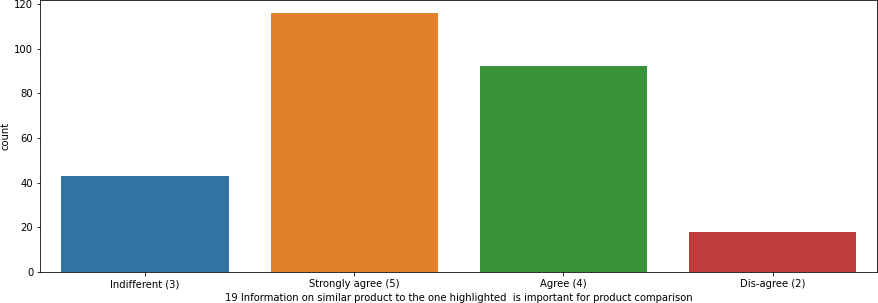 120
100
80
60
40
20
0
count
Indifferent (3)
Strongly agree (5)
Agree (4)
Dis-agree (2)
19 Information on similar product to the one highlighted  is important for product comparison